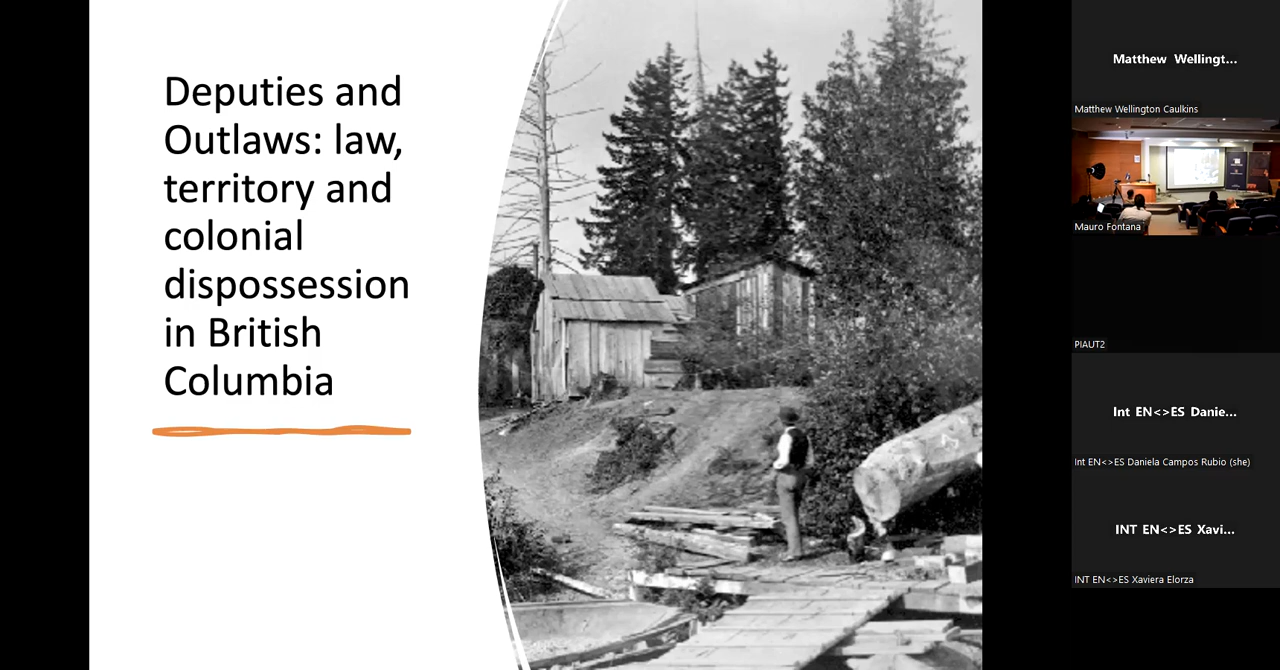 Deputies and
Outlaws: law,
territory and
colonial
dispossession
in British
Columbia
Matthew Wellingt...
Matthew Wellington Caulkins
Mauro Fontana
PIAUT2
Int EN<>ES Danie...
Int EN<>ES Daniela Campos Rubio (she)
INT EN<>ES Xavi...
INT EN<>ES Xaviera Elorza